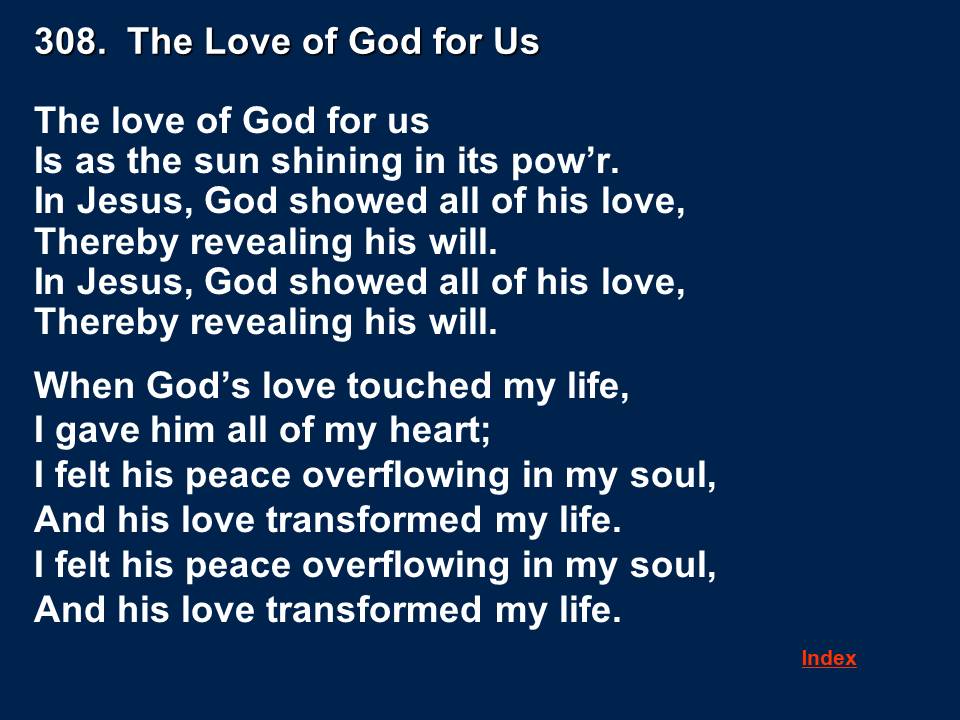 308.  The Love of God for Us
The love of God for us
Is as the sun shining in its pow’r.
In Jesus, God showed all of his love,
Thereby revealing his will.
In Jesus, God showed all of his love,
Thereby revealing his will.
When God’s love touched my life,
I gave him all of my heart;
I felt his peace overflowing in my soul,
And his love transformed my life.
I felt his peace overflowing in my soul,
And his love transformed my life.
Index